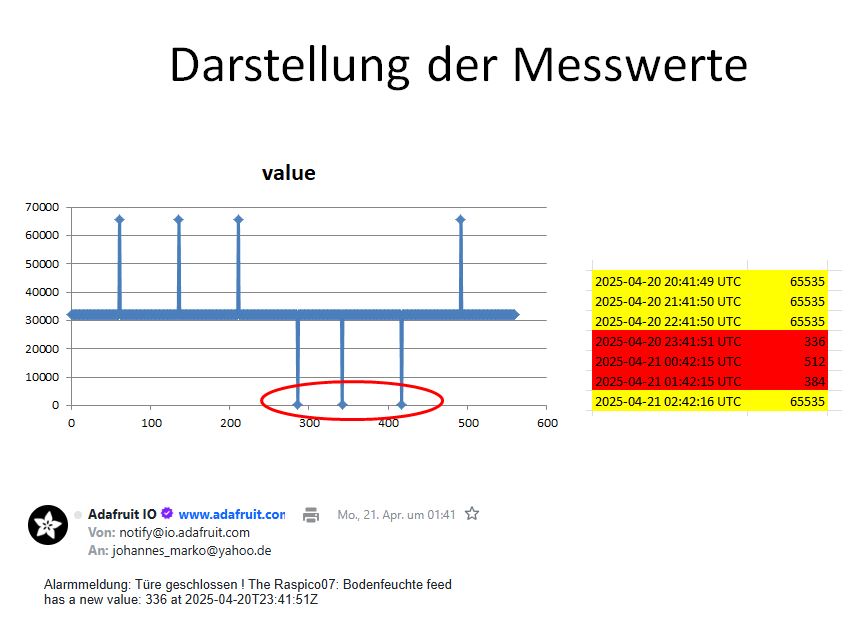 Darstellung der Messwerte
value
70000
60000
50000
40000
30000
20000
10000
0
0 100 200 300 400 500 600
2025-04-20 20:41:49 UTC 65535
2025-04-20 21:41:50 UTC 65535
2025-04-20 22:41:50 UTC 65535
2025-04-20 23:41:51 UTC 336
2025-04-21 00:42:15 UTC 512
2025-04-21 01:42:15 UTC 384
2025-04-21 02:42:16 UTC 65535
Adafruit IO www.adafruit.con Mo., 21. Apr. um 01:41
Von: notify@io.adafruit.com
An: johannes_marko@yahoo.de
Alarmmeldung: Türe geschlossen ! The Raspico07: Bodenfeuchte feed
has a new value: 336 at 2025-04-20T23:41:51Z